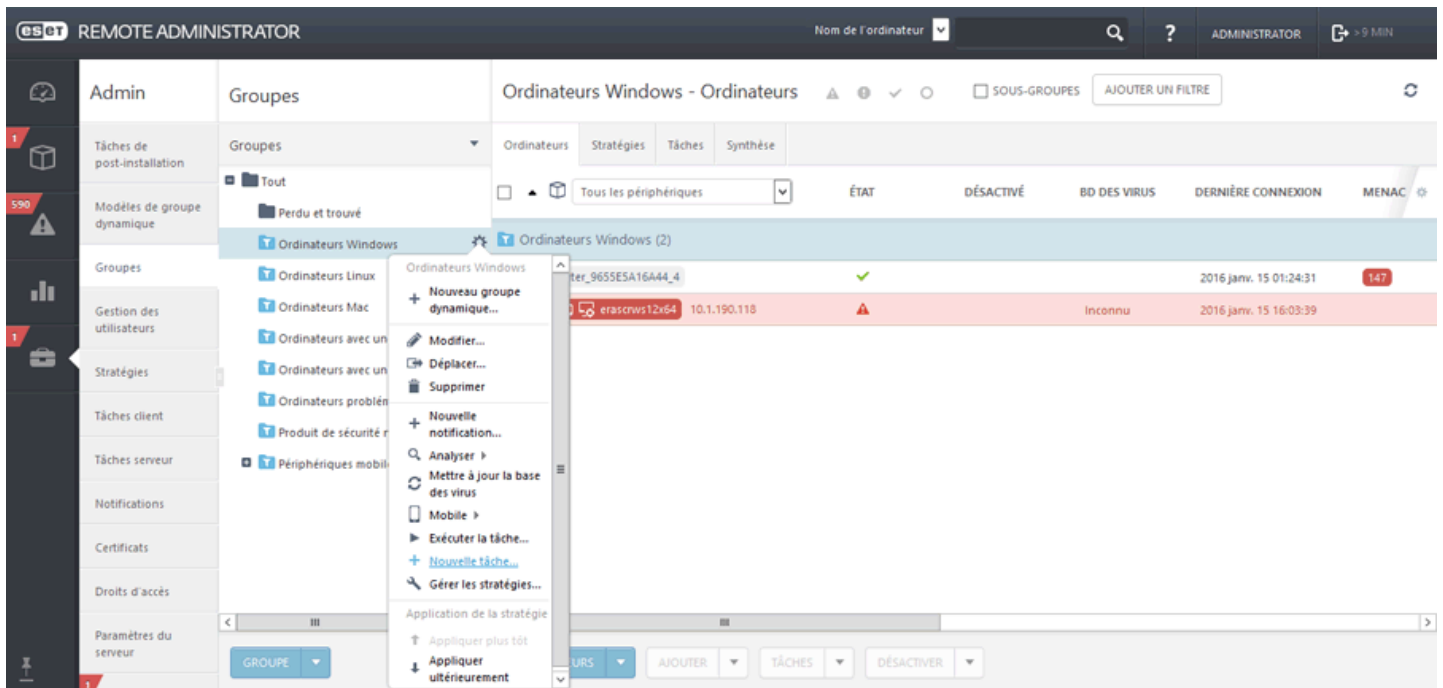 eset REMOTE ADMINISTRATOR
Nom de l'ordinateur
?
ADMINISTRATOR
> 9 MIN
Admin
Groupes
Ordinateurs Windows - Ordinateurs
SOUS-GROUPES
AJOUTER UN FILTRE
1
590
1
1
Tâches de
post-installation
Modèles de groupe
dynamique
Groupes
Gestion des
utilisateurs
Stratégies
Tâches client
Tâches serveur
Notifications
Certificats
Droits d'accès
Paramètres du
serveur
Groupes
Tout
Perdu et trouvé
Ordinateurs Windows
Ordinateurs Linux
Ordinateurs Mac
Ordinateurs avec un
Ordinateurs avec un
Ordinateurs problém
Produit de sécurité
Périphériques mobil
Ordinateurs Windows
Nouveau groupe
dynamique...
Modifier...
Déplacer...
Supprimer
Nouvelle
notification...
Analyser
Mettre à jour la base
des virus
Mobile
Exécuter la tâche...
Nouvelle tâche...
Gérer les stratégies...
Application de la stratégie
Appliquer plus tôt
Appliquer
ultérieurement
Ordinateurs Stratégies Tâches Synthèse
Tous les périphériques ÉTAT DÉSACTIVÉ BD DES VIRUS DERNIÈRE CONNEXION MENAC
Ordinateurs Windows (2)
ter_9655E5A16A44_4 2016 janv. 15 01:24:31 147
erascrws12x64 10.1.190.118 Inconnu 2016 janv. 15 16:03:39
GROUPE
URS AJOUTER TÂCHES DÉSACTIVER